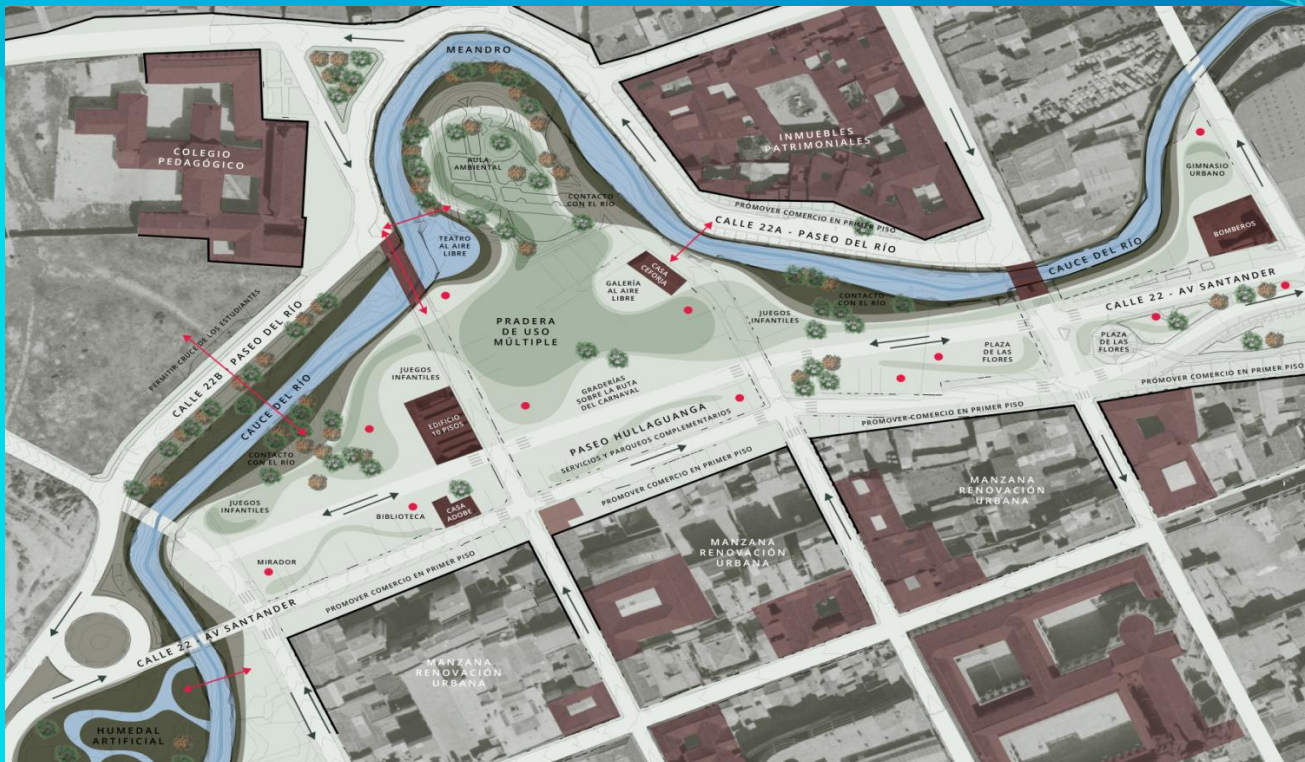 MEANDRO
COLEGIO
PEDAGÓGICO
AULA
AMBIENTAL
INMUEBLES
PATRIMONIALES
GIMNASIO
URBANO
CONTACTO
CON EL RÍO
PROMOVER COMERCIO EN PRIMER PISO
CALLE 22A - PASEO DEL RÍO
BOMBEROS
TEATRO
AL AIRE
LIBRE
CASA
CEFORJA
CAUCE DEL RÍO
GALERÍA
AL AIRE
LIBRE
CONTACTO
CON EL RÍO
CALLE 22 - AV SANTANDER
PERMITIR CRUCE DE LOS ESTUDIANTES
CALLE 22B - PASEO DEL RÍO
PRADERA
DE USO
MÚLTIPLE
JUEGOS
INFANTILES
PLAZA
DE LAS
FLORES
PLAZA
DE LAS
FLORES
JUEGOS
INFANTILES
CAUCE DEL RÍO
GRADERÍAS
SOBRE LA RUTA
DEL CARNAVAL
PROMOVER COMERCIO EN PRIMER PISO
EDIFICIO
10 PISOS
PASEO HULLAGUANGA
SERVICIOS Y PARQUEOS COMPLEMENTARIOS
PROMOVER COMERCIO EN PRIMER PISO
CONTACTO
CON EL RÍO
PROMOVER COMERCIO EN PRIMER PISO
JUEGOS
INFANTILES
BIBLIOTECA
CASA
ADOBE
MANZANA
RENOVACIÓN
URBANA
MIRADOR
PROMOVER COMERCIO EN PRIMER PISO
MANZANA
RENOVACIÓN
URBANA
CALLE 22 - AV SANTANDER
MANZANA
RENOVACIÓN
URBANA
HUMEDAL
ARTIFICIAL